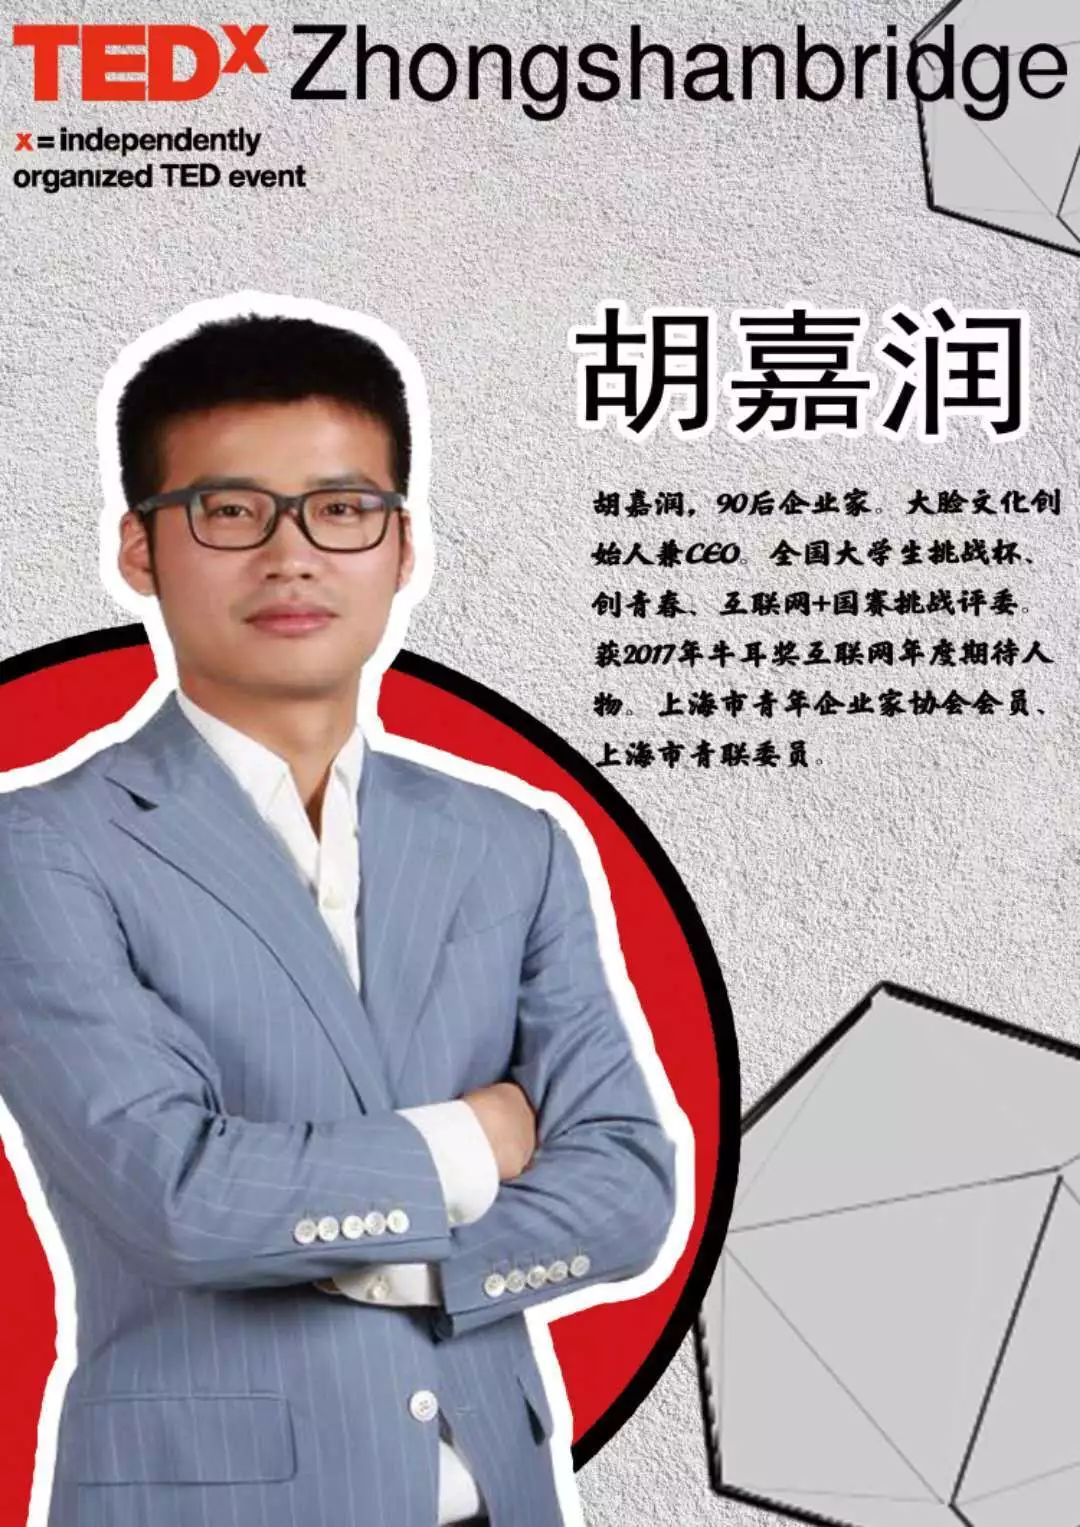 TEDx Zhongshanbridge
x=independently
organized TED event
胡嘉润
胡嘉润，90后企业家。大脸文化创
始人兼CEO。全国大学生挑战杯、
创青春、互联网+国赛挑战评委。
获2017年牛耳奖互联网年度期待人
物。上海市青年企业家协会会员、
上海市青联委员。